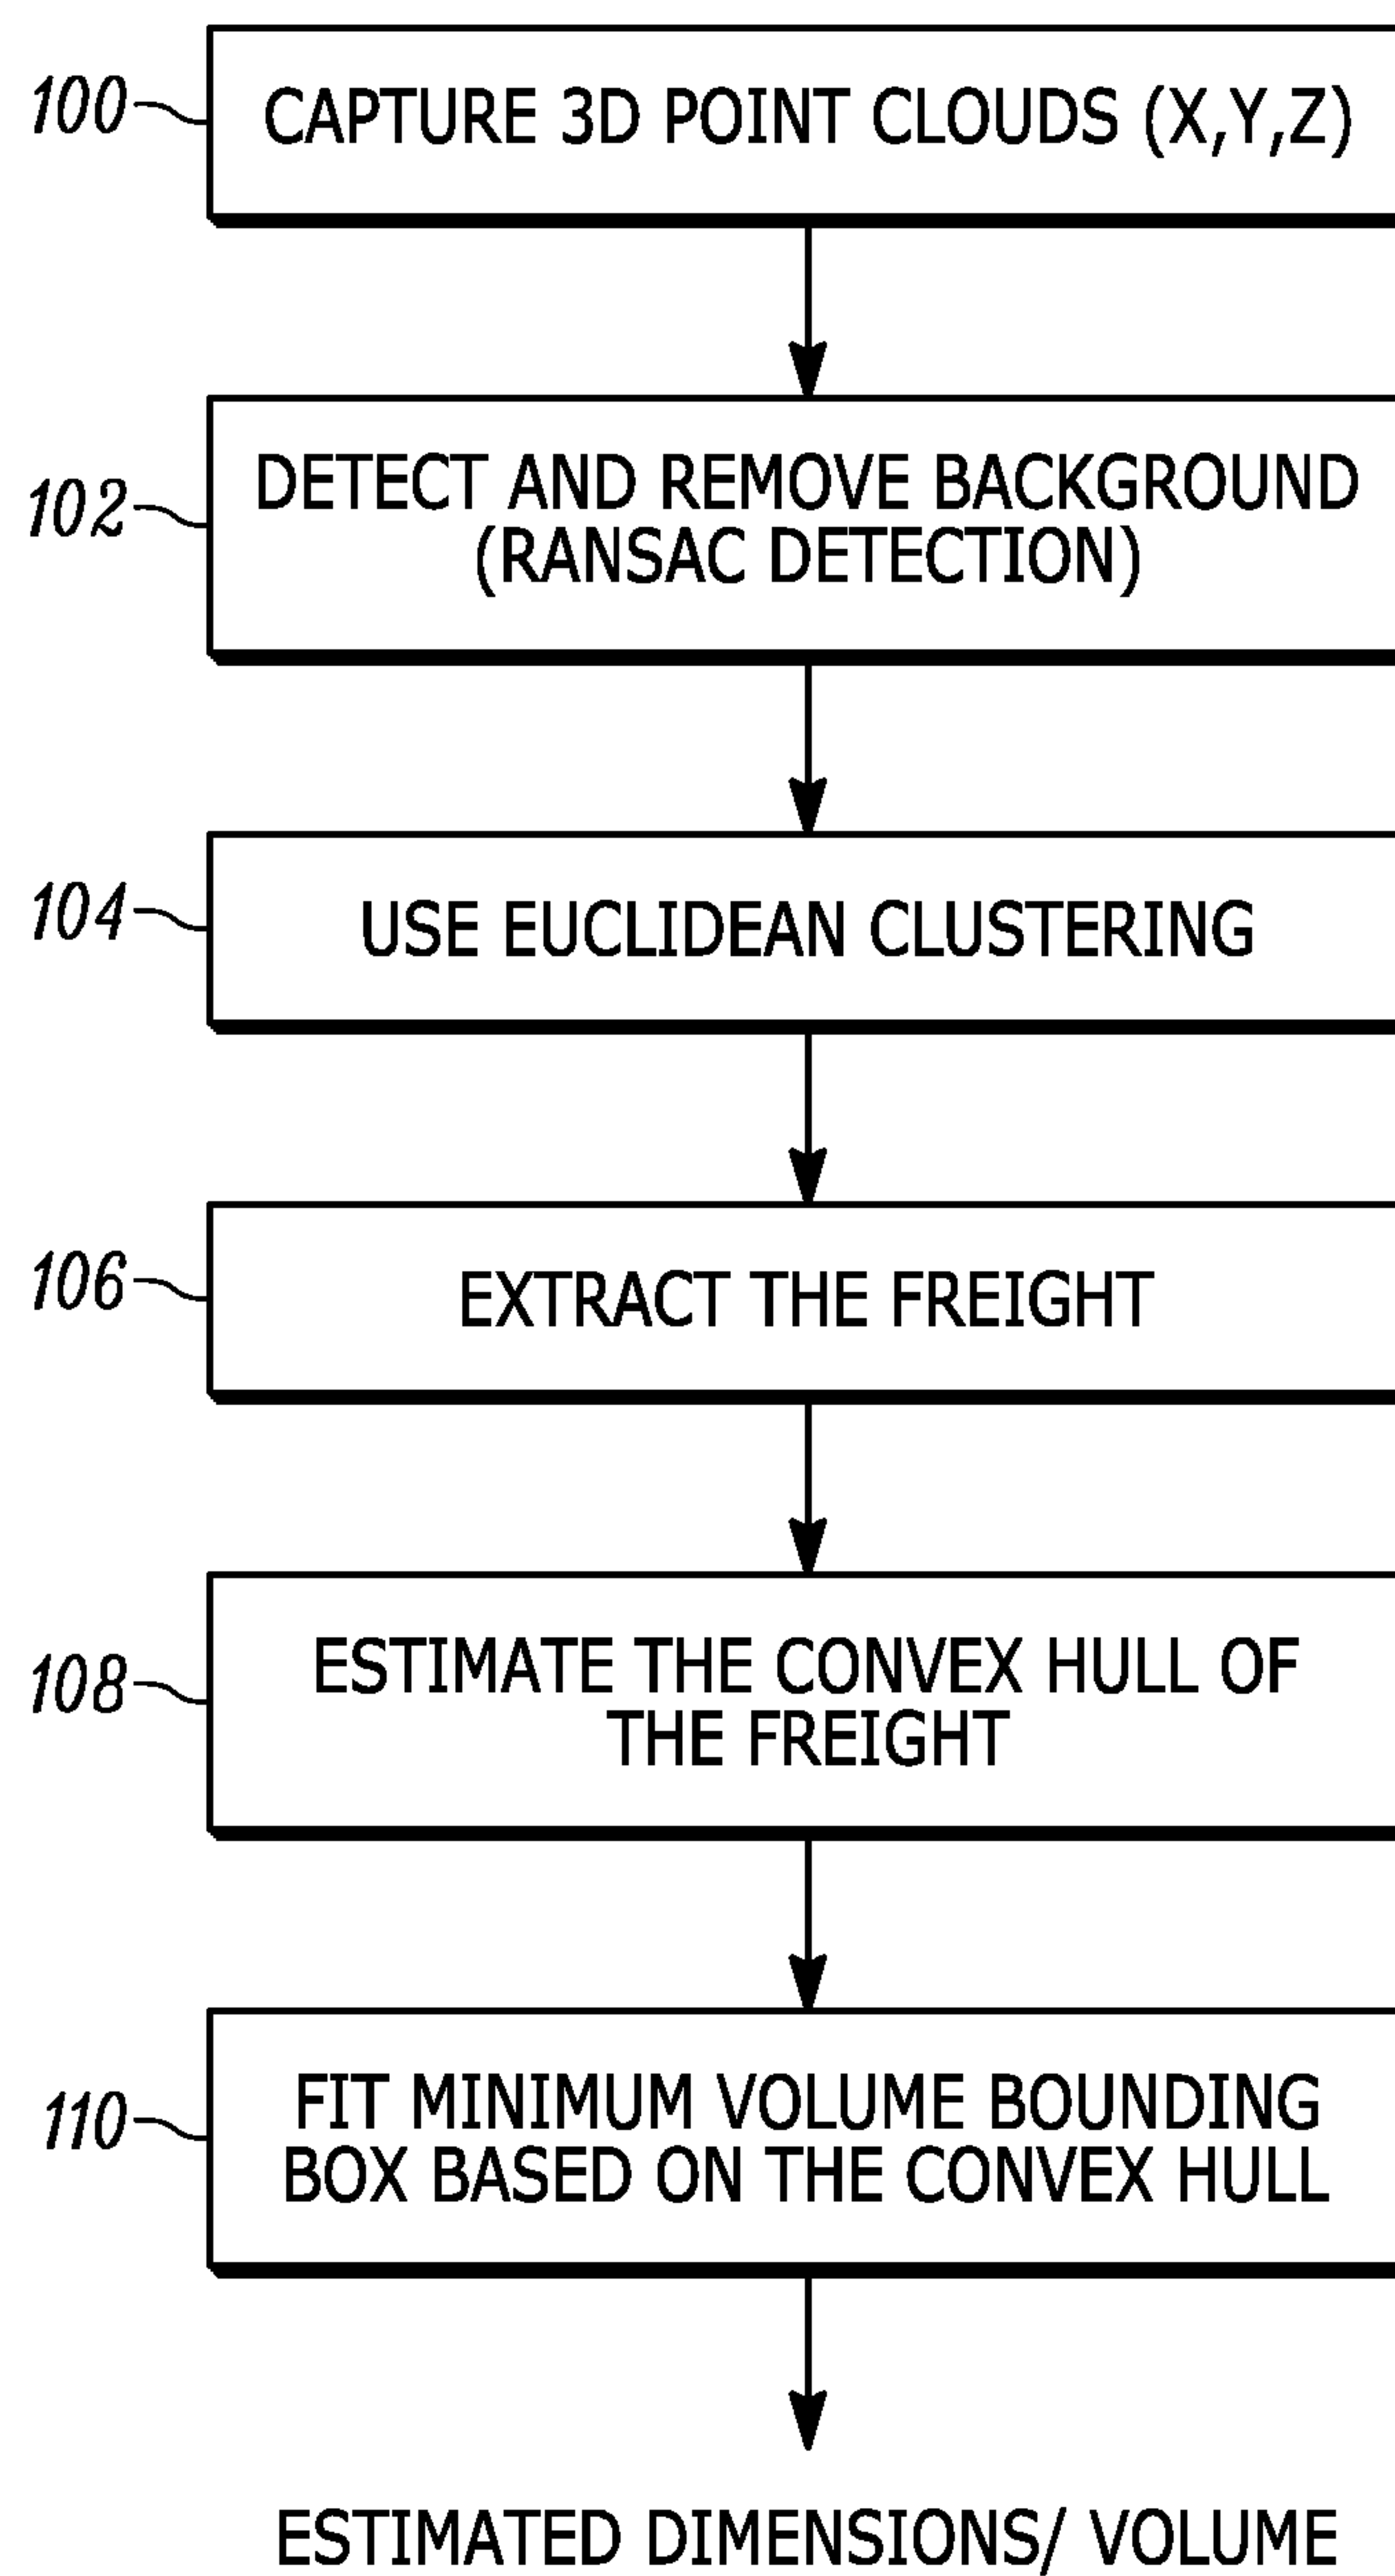 100
CAPTURE 3D POINT CLOUDS (X,Y,Z)
102
DETECT AND REMOVE BACKGROUND
(RANSAC DETECTION)
104
USE EUCLIDEAN CLUSTERING
106
EXTRACT THE FREIGHT
108
ESTIMATE THE CONVEX HULL OF
THE FREIGHT
110
FIT MINIMUM VOLUME BOUNDING
BOX BASED ON THE CONVEX HULL
ESTIMATED DIMENSIONS/ VOLUME